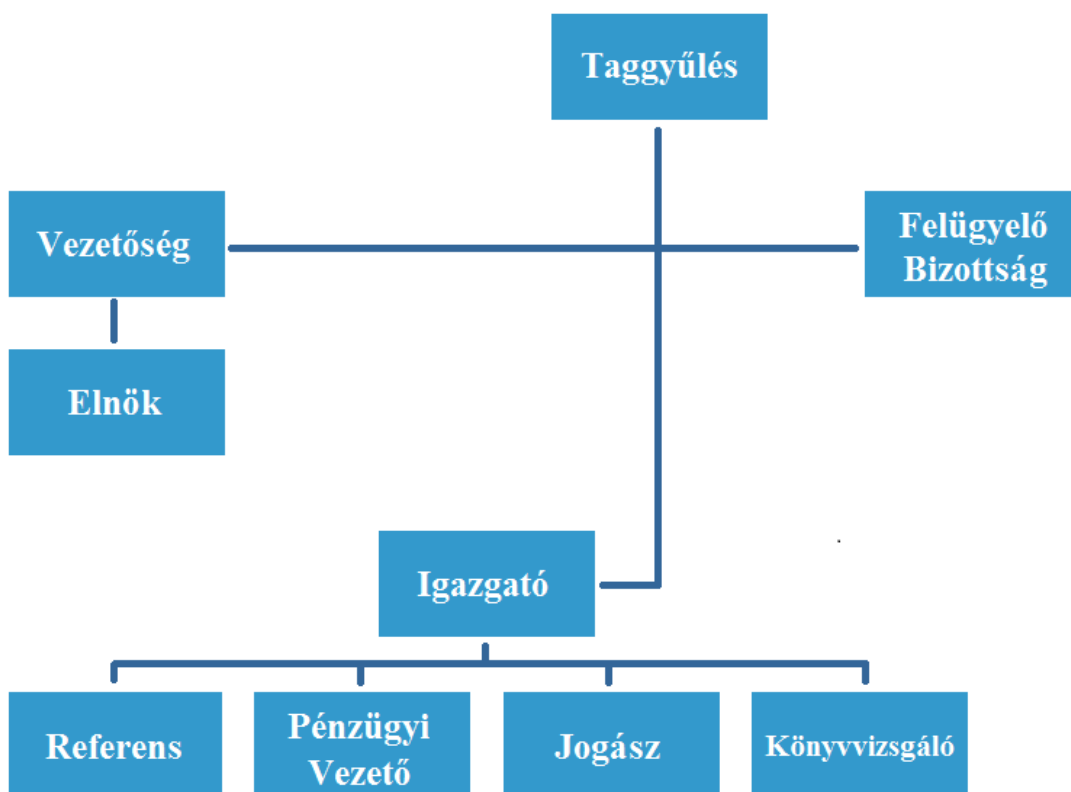 Taggyűlés
Vezetőség
Felügyelő
Bizottság
Elnök
Igazgató
Referens
Pénzügyi
Vezető
Jogász
Könyvvizsgáló